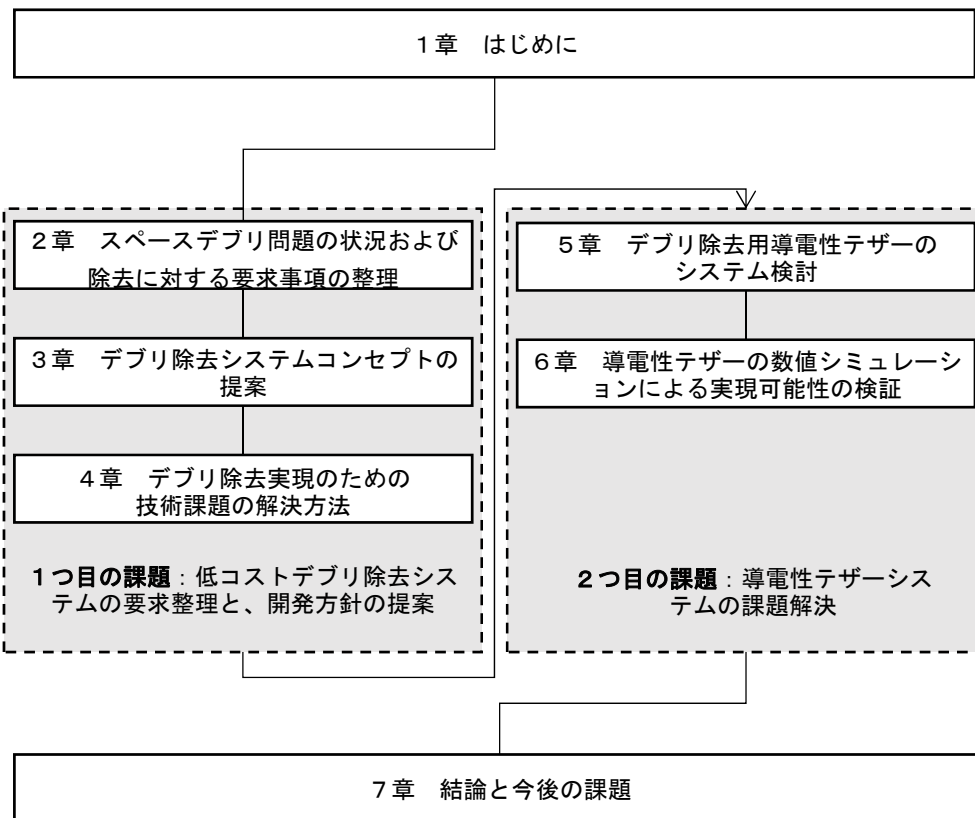 1章　はじめに
2章　スペースデブリ問題の状況および
除去に対する要求事項の整理
3章　デブリ除去システムコンセプトの
提案
4章　デブリ除去実現のための
技術課題の解決方法
1つ目の課題：低コストデブリ除去シス
テムの要求整理と、開発方針の提案
5章　デブリ除去用導電性テザーの
システム検討
6章　導電性テザーの数値シミュレーシ
ョンによる実現可能性の検証
2つ目の課題：導電性テザーシス
テムの課題解決
7章　結論と今後の課題